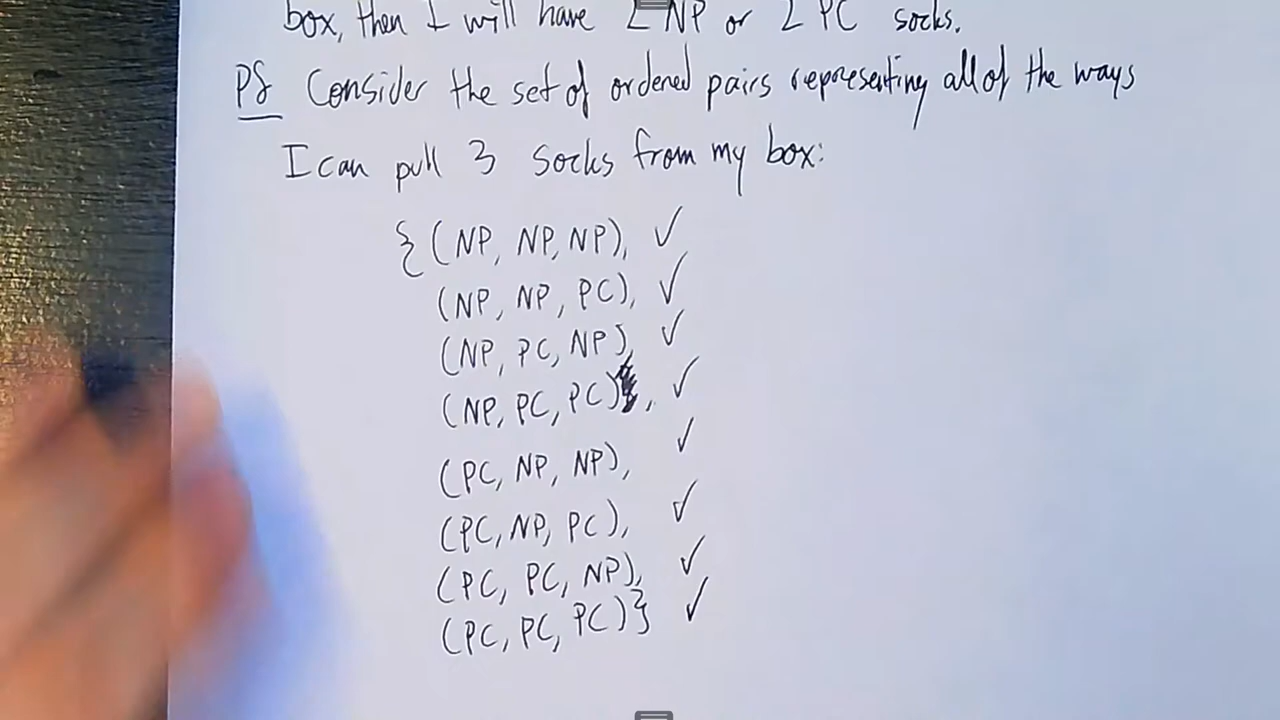 box, then I will have 2 NP or 2 PC socks.
Pf Consider the set of ordered pairs representing all of the ways
I can pull 3 socks from my box:
{(NP, NP, NP), ✓
(NP, NP, PC), ✓
(NP, PC, NP), ✓
(NP, PC, PC), ✓
(PC, NP, NP), ✓
(PC, NP, PC), ✓
(PC, PC, NP), ✓
(PC, PC, PC)} ✓